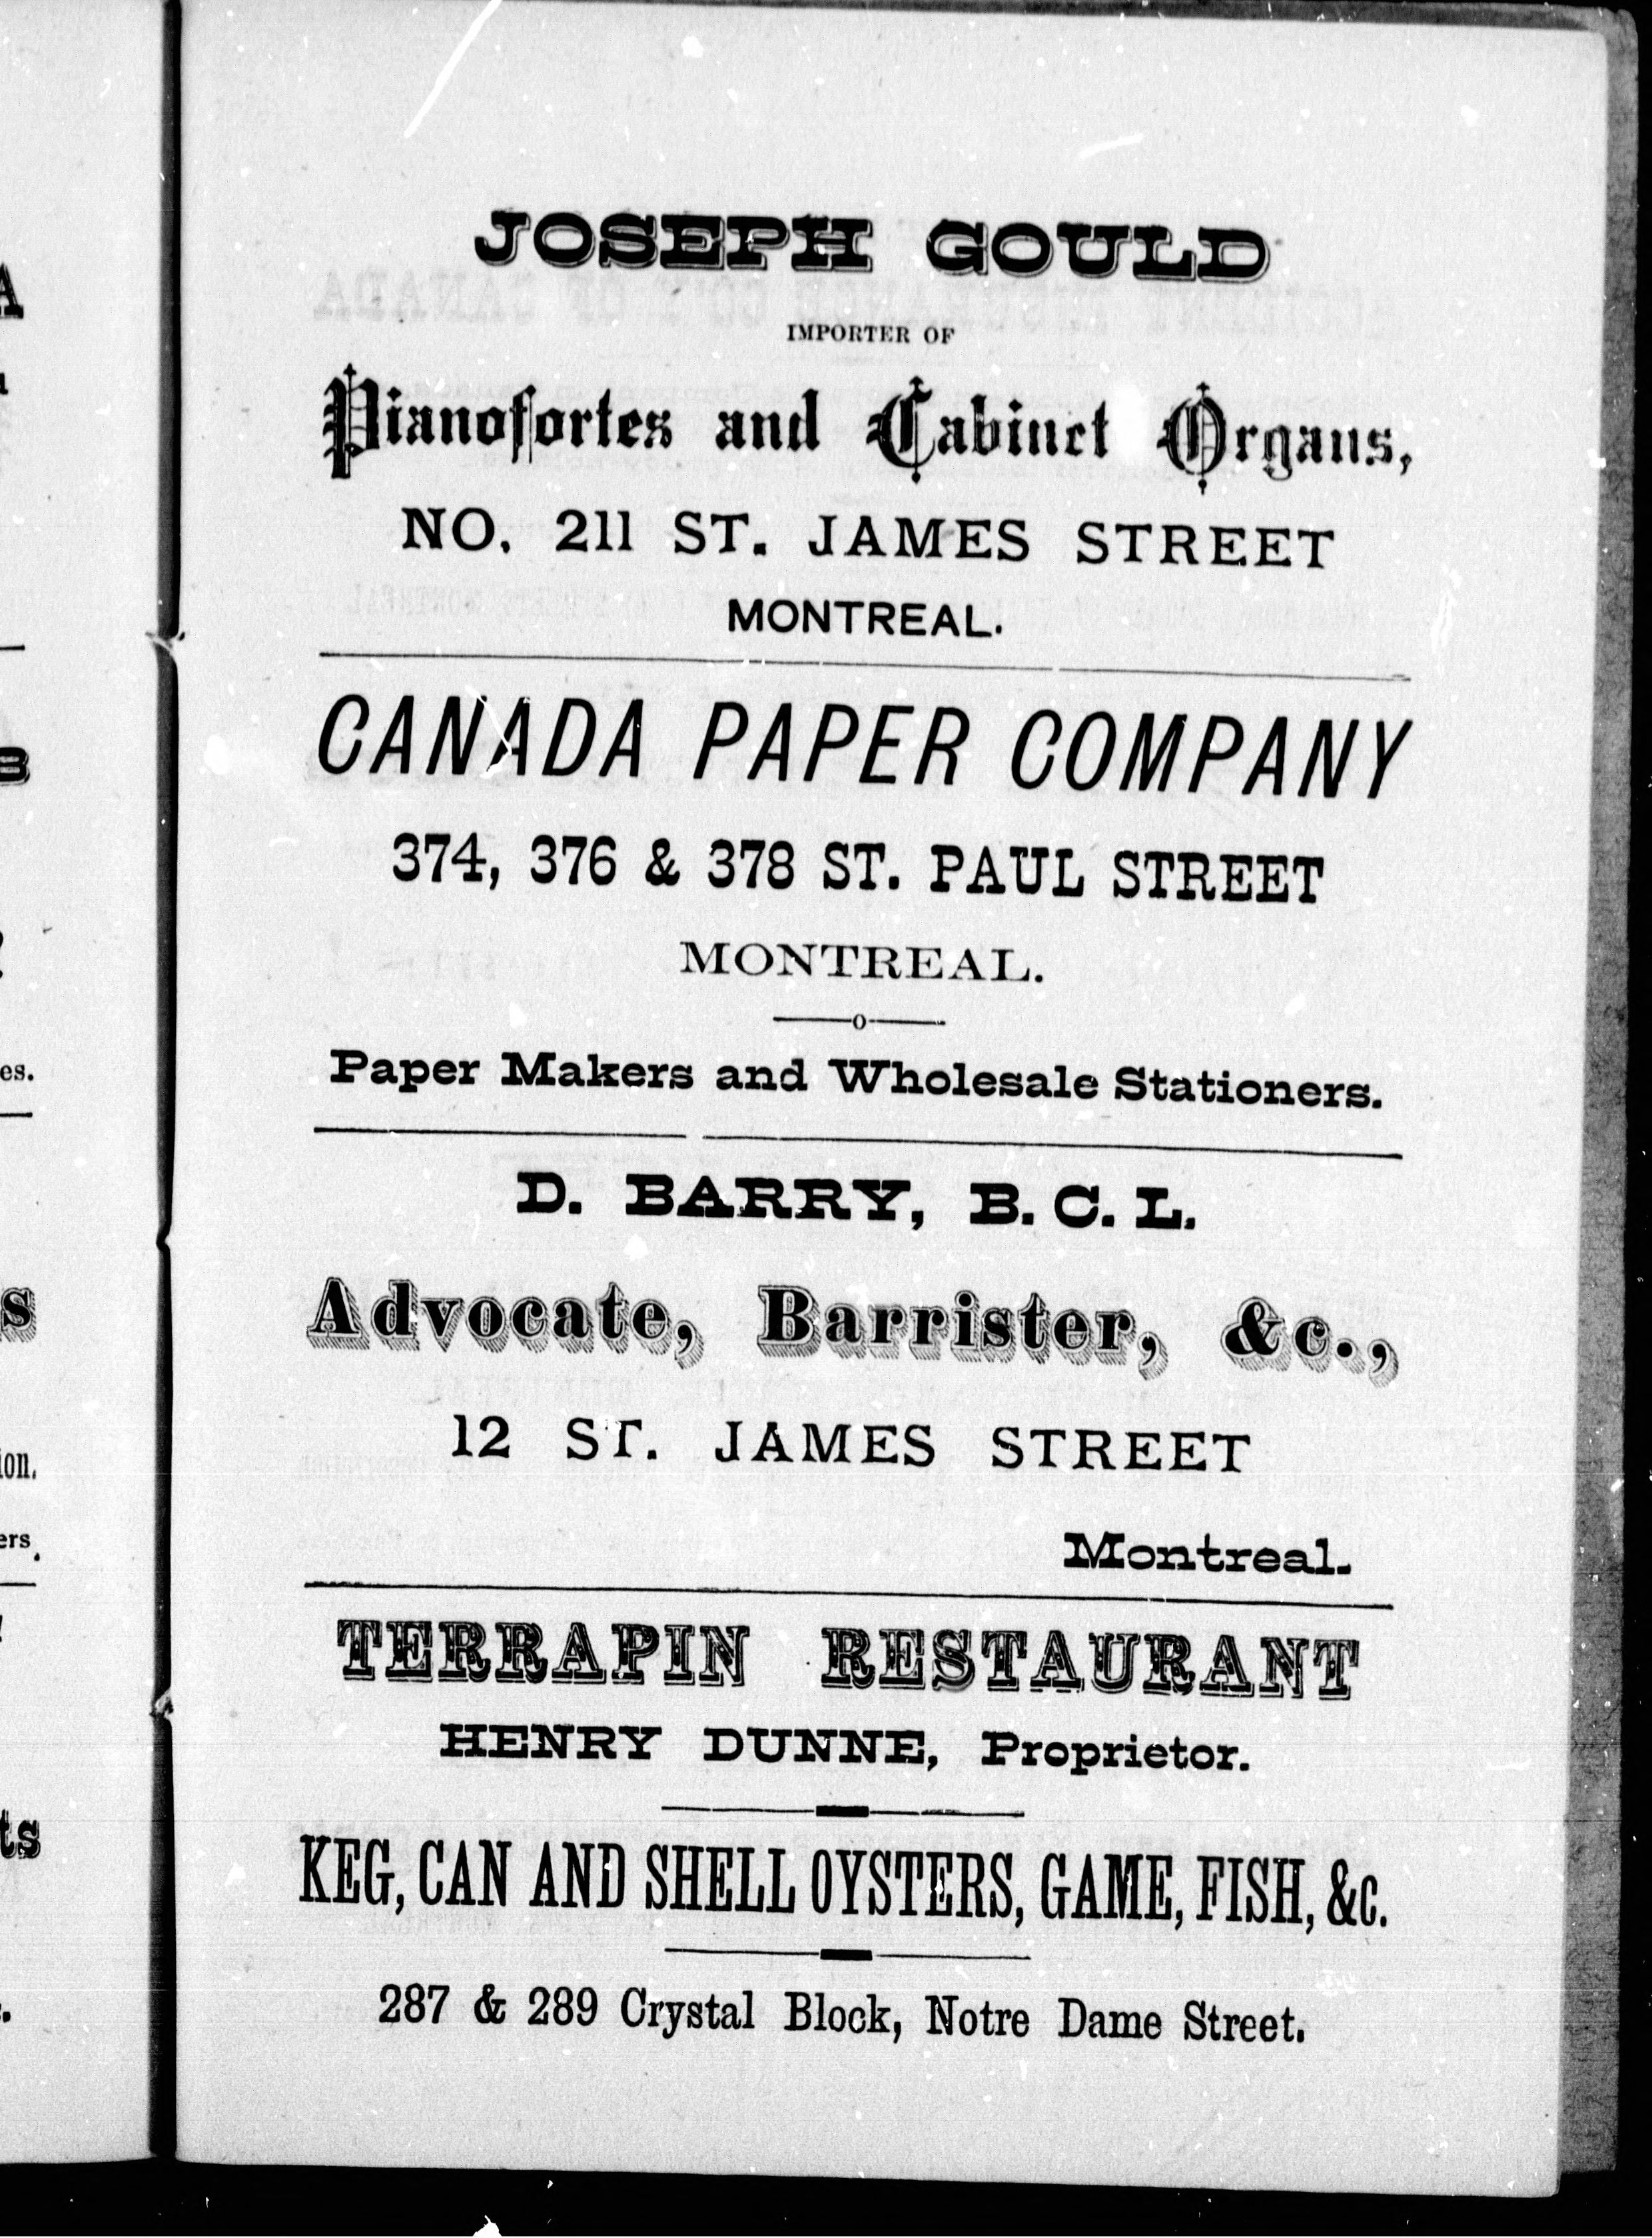 JOSEPH GOULD
IMPORTER OF
Pianofortes and Cabinet Organs,
NO. 211 ST. JAMES STREET
MONTREAL.
CANADA PAPER COMPANY
374, 376 & 378 ST. PAUL STREET
MONTREAL.
Paper Makers and Wholesale Stationers.
D. BARRY, B. C. L.
Advocate, Barrister, &c.,
12 ST. JAMES STREET
Montreal.
TERRAPIN RESTAURANT
HENRY DUNNE, Proprietor.
KEG, CAN AND SHELL OYSTERS, GAME, FISH, &c.
287 & 289 Crystal Block, Notre Dame Street.